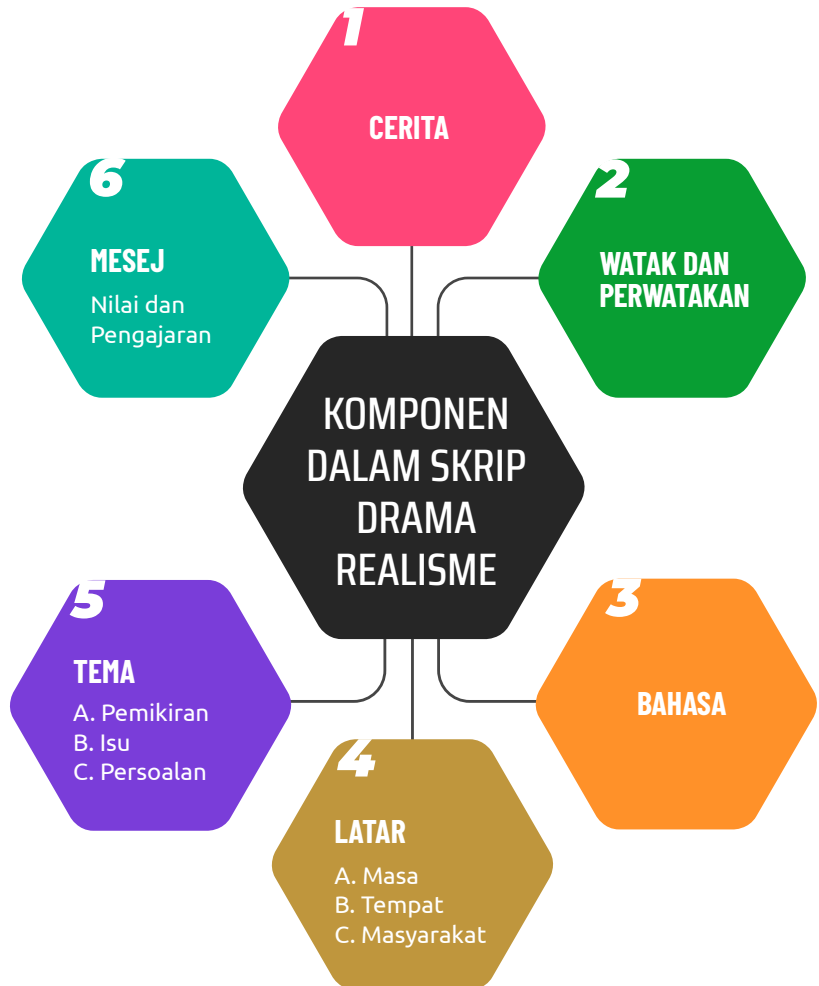 1
CERITA
2
WATAK DAN
PERWATAKAN
3
BAHASA
4
LATAR
A. Masa
B. Tempat
C. Masyarakat
5
TEMA
A. Pemikiran
B. Isu
C. Persoalan
6
MESEJ
Nilai dan
Pengajaran
KOMPONEN
DALAM SKRIP
DRAMA
REALISME